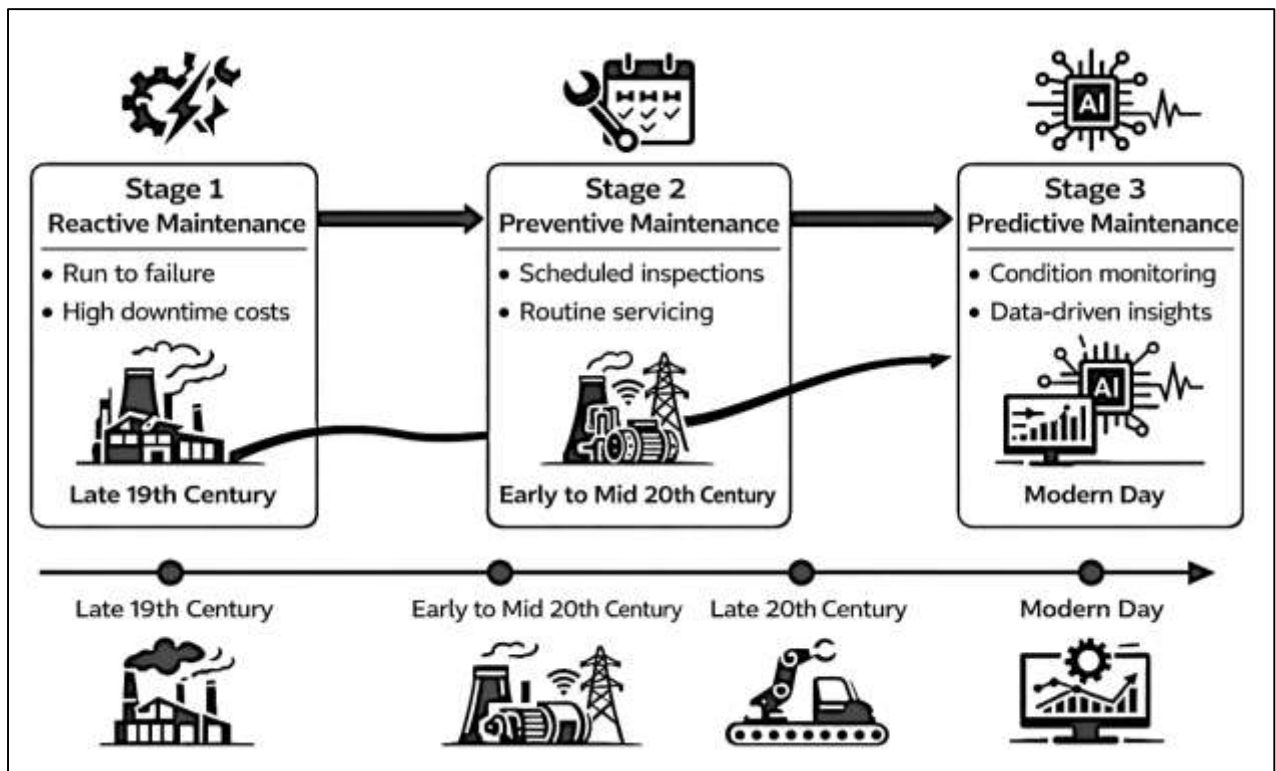 AI
Stage 1
Reactive Maintenance
• Run to failure
• High downtime costs
Late 19th Century
Stage 2
Preventive Maintenance
• Scheduled inspections
• Routine servicing
Early to Mid 20th Century
Stage 3
Predictive Maintenance
• Condition monitoring
• Data-driven insights
AI
Modern Day
Late 19th Century
Early to Mid 20th Century
Late 20th Century
Modern Day